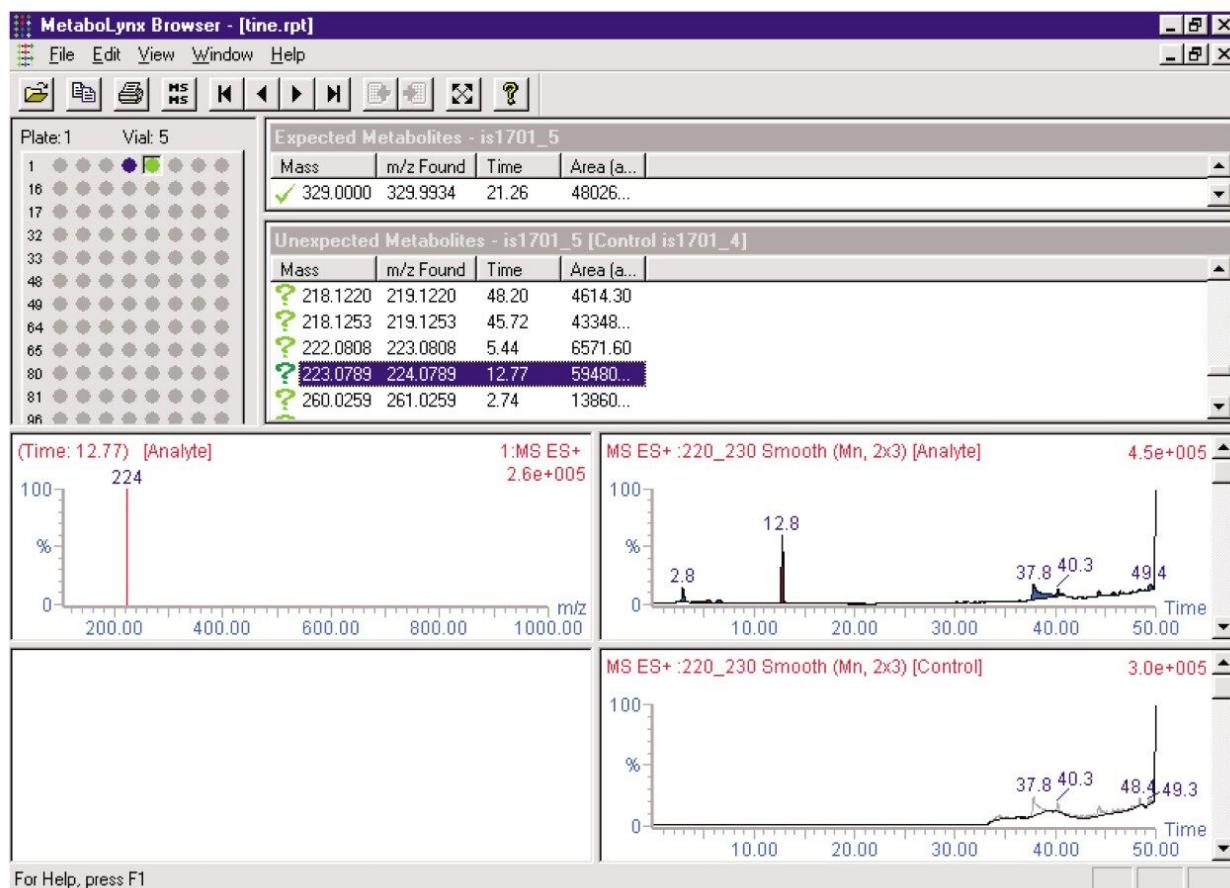 MetaboLynx Browser - [tine.rpt]
File Edit View Window Help
MS
MS
Plate: 1 Vial: 5
1
16
17
32
33
48
49
64
65
80
81
96
Expected Metabolites - is1701_5
Mass m/z Found Time Area (a...
329.0000 329.9934 21.26 48026...
Unexpected Metabolites - is1701_5 [Control is1701_4]
Mass m/z Found Time Area (a...
? 218.1220 219.1220 48.20 4614.30
? 218.1253 219.1253 45.72 43348...
? 222.0808 223.0808 5.44 6571.60
? 223.0789 224.0789 12.77 59480...
? 260.0259 261.0259 2.74 13860...
(Time: 12.77) [Analyte] 1:MS ES+
2.6e+005
224
100
%
0
m/z
200.00 400.00 600.00 800.00 1000.00
MS ES+ :220_230 Smooth (Mn, 2x3) [Analyte] 4.5e+005
100
12.8
%
2.8 37.8 40.3 49.4
0
Time
10.00 20.00 30.00 40.00 50.00
MS ES+ :220_230 Smooth (Mn, 2x3) [Control] 3.0e+005
100
%
37.8 40.3 48.4 49.3
0
Time
10.00 20.00 30.00 40.00 50.00
For Help, press F1